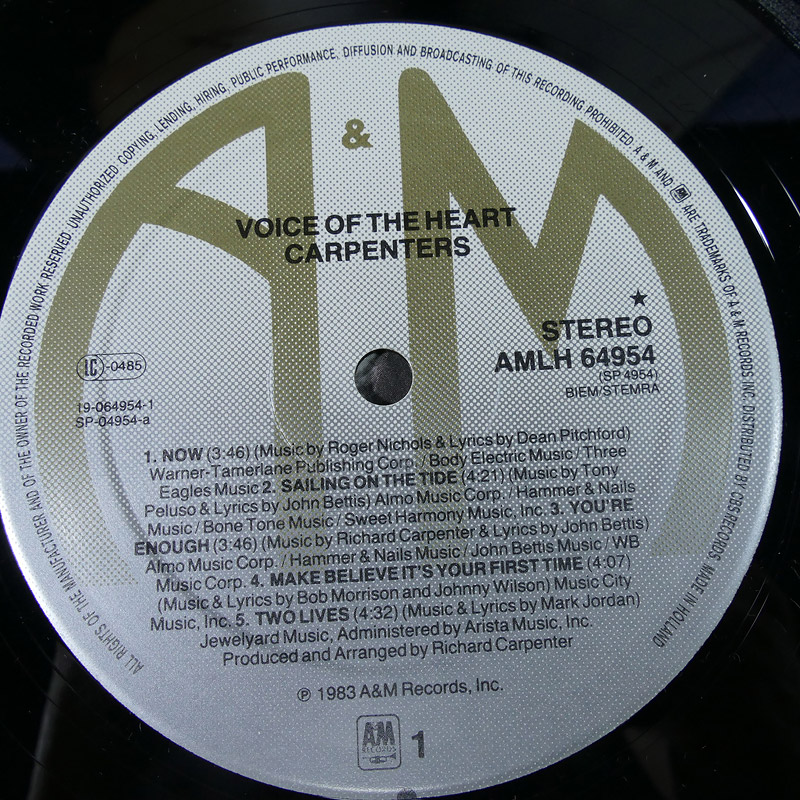 ALL RIGHTS OF THE MANUFACTURER AND OF THE OWNER OF THE RECORDED WORK RESERVED. UNAUTHORIZED COPYING, LENDING, HIRING, PUBLIC PERFORMANCE, DIFFUSION AND BROADCASTING OF THIS RECORDING PROHIBITED. A & M AND A&M ARE TRADEMARKS OF A & M RECORDS INC. DISTRIBUTED BY CBS RECORDS. MADE IN HOLLAND
A & M
VOICE OF THE HEART
CARPENTERS
★
STEREO
AMLH 64954
(SP 4954)
BIEM/STEMRA
LC-0485
19-064954-1
SP-04954-a
1. NOW (3:46) (Music by Roger Nichols & Lyrics by Dean Pitchford)
Warner-Tamerlane Publishing Corp. / Body Electric Music / Three
Eagles Music 2. SAILING ON THE TIDE (4:21) (Music by Tony
Peluso & Lyrics by John Bettis) Almo Music Corp. / Hammer & Nails
Music / Bone Tone Music / Sweet Harmony Music, Inc. 3. YOU'RE
ENOUGH (3:46) (Music by Richard Carpenter & Lyrics by John Bettis)
Almo Music Corp. / Hammer & Nails Music / John Bettis Music / WB
Music Corp. 4. MAKE BELIEVE IT'S YOUR FIRST TIME (4:07)
(Music & Lyrics by Bob Morrison and Johnny Wilson) Music City
Music, Inc. 5. TWO LIVES (4:32) (Music & Lyrics by Mark Jordan)
Jewelyard Music, Administered by Arista Music, Inc.
Produced and Arranged by Richard Carpenter
℗ 1983 A&M Records, Inc.
A&M
RECORDS
1